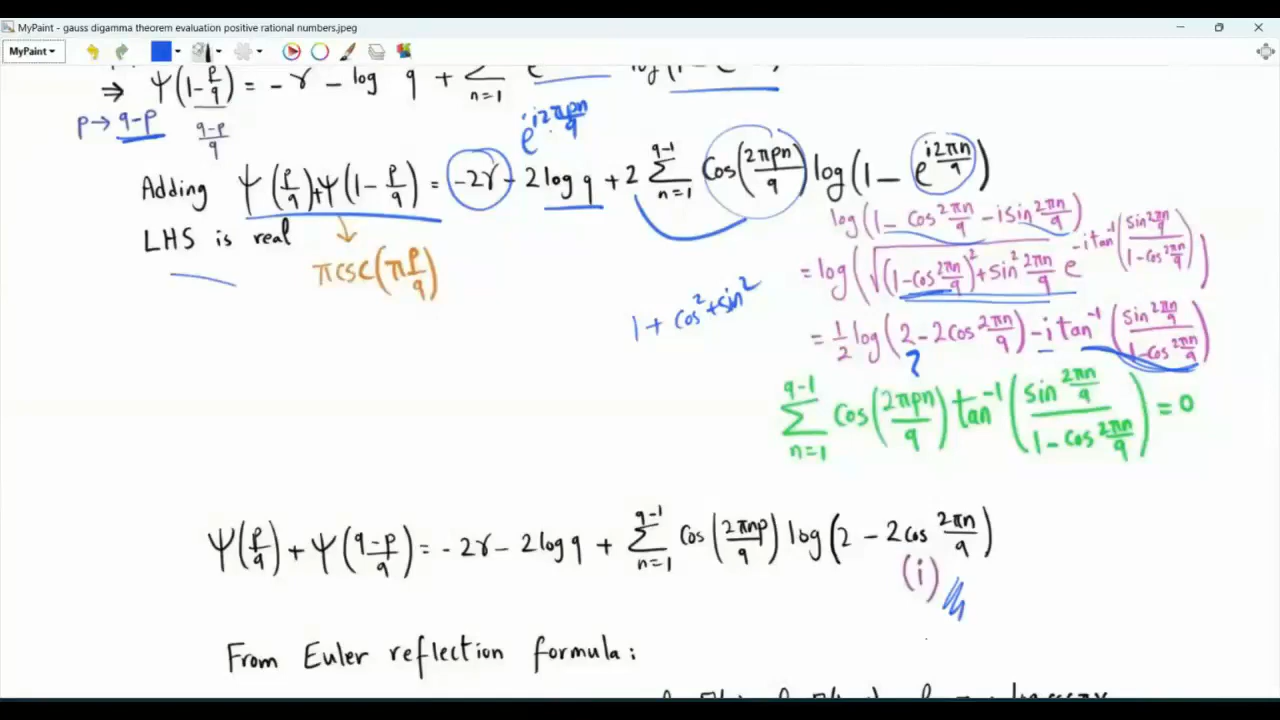 MyPaint - gauss digamma theorem evaluation positive rational numbers.jpeg
MyPaint
⇒ Ψ(1-p/q) = -γ - log q + Σ n=1 e log(1-e
p → q-p
q-p/q
e^{i2πpn/q}
Adding Ψ(p/q)+Ψ(1-p/q) = -2γ - 2 log q + 2 Σ_{n=1}^{q-1} Cos(2πpn/q) log(1 - e^{i2πn/q})
LHS is real
πcsc(πp/q)
log(1 - Cos 2πn/q - i sin 2πn/q)
= log(√((1-cos 2πn/q)² + sin² 2πn/q) e^{-i tan⁻¹(sin 2πn/q / 1-cos 2πn/q)})
1 + cos² + sin²
= 1/2 log(2 - 2cos 2πn/q) - i tan⁻¹(sin 2πn/q / 1-cos 2πn/q)
?
Σ_{n=1}^{q-1} Cos(2πpn/q) tan⁻¹(sin 2πn/q / 1-cos 2πn/q) = 0
Ψ(p/q) + Ψ(q-p/q) = -2γ - 2log q + Σ_{n=1}^{q-1} Cos(2πnp/q) log(2 - 2cos 2πn/q)
(i)
From Euler reflection formula: